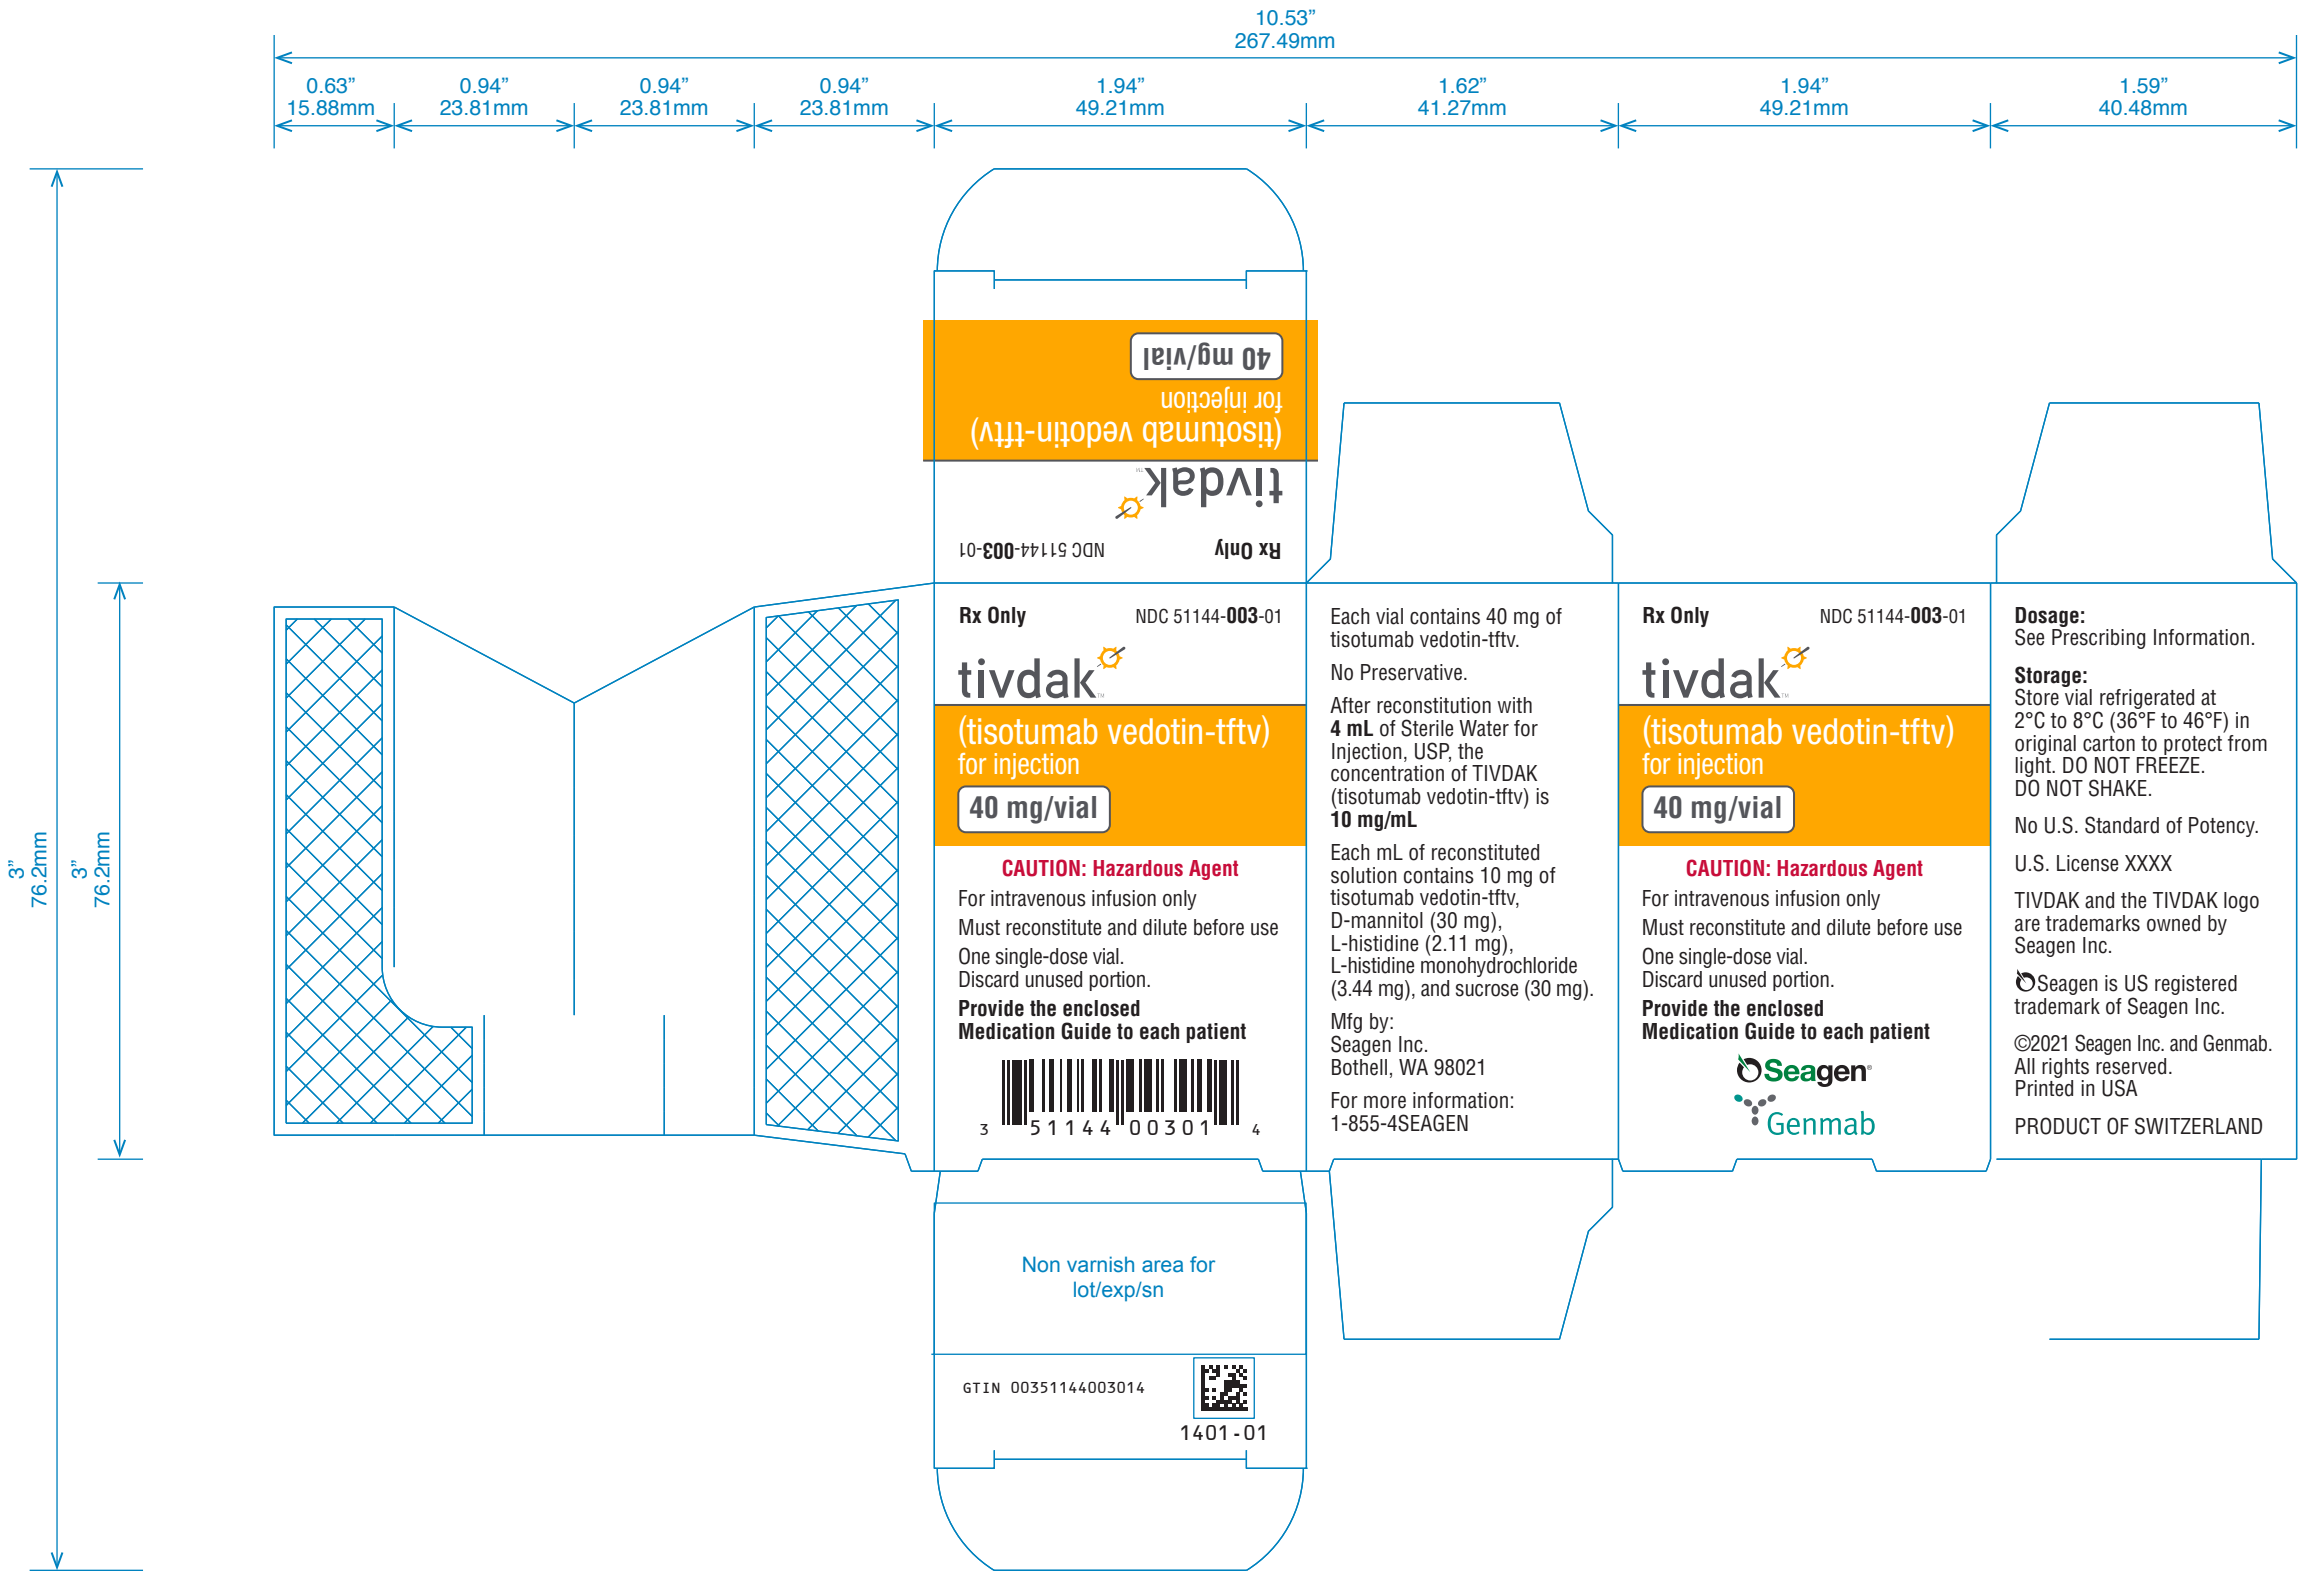 10.53”
267.49mm
0.63”
15.88mm
0.94”
23.81mm
0.94”
23.81mm
0.94”
23.81mm
1.94”
49.21mm
1.62”
41.27mm
1.94”
49.21mm
1.59”
40.48mm
3”
76.2mm
3”
76.2mm
Rx Only NDC 51144-003-01
tivdak™
(tisotumab vedotin-tftv)
for injection
40 mg/vial
Rx Only NDC 51144-003-01
tivdak™
(tisotumab vedotin-tftv)
for injection
40 mg/vial
CAUTION: Hazardous Agent
For intravenous infusion only
Must reconstitute and dilute before use
One single-dose vial.
Discard unused portion.
Provide the enclosed
Medication Guide to each patient
3 51144 00301 4
Each vial contains 40 mg of
tisotumab vedotin-tftv.
No Preservative.
After reconstitution with
4 mL of Sterile Water for
Injection, USP, the
concentration of TIVDAK
(tisotumab vedotin-tftv) is
10 mg/mL
Each mL of reconstituted
solution contains 10 mg of
tisotumab vedotin-tftv,
D-mannitol (30 mg),
L-histidine (2.11 mg),
L-histidine monohydrochloride
(3.44 mg), and sucrose (30 mg).
Mfg by:
Seagen Inc.
Bothell, WA 98021
For more information:
1-855-4SEAGEN
Rx Only NDC 51144-003-01
tivdak™
(tisotumab vedotin-tftv)
for injection
40 mg/vial
CAUTION: Hazardous Agent
For intravenous infusion only
Must reconstitute and dilute before use
One single-dose vial.
Discard unused portion.
Provide the enclosed
Medication Guide to each patient
Seagen®
Genmab
Dosage:
See Prescribing Information.
Storage:
Store vial refrigerated at
2°C to 8°C (36°F to 46°F) in
original carton to protect from
light. DO NOT FREEZE.
DO NOT SHAKE.
No U.S. Standard of Potency.
U.S. License XXXX
TIVDAK and the TIVDAK logo
are trademarks owned by
Seagen Inc.
Seagen is US registered
trademark of Seagen Inc.
©2021 Seagen Inc. and Genmab.
All rights reserved.
Printed in USA
PRODUCT OF SWITZERLAND
Non varnish area for
lot/exp/sn
GTIN 00351144003014
1401-01